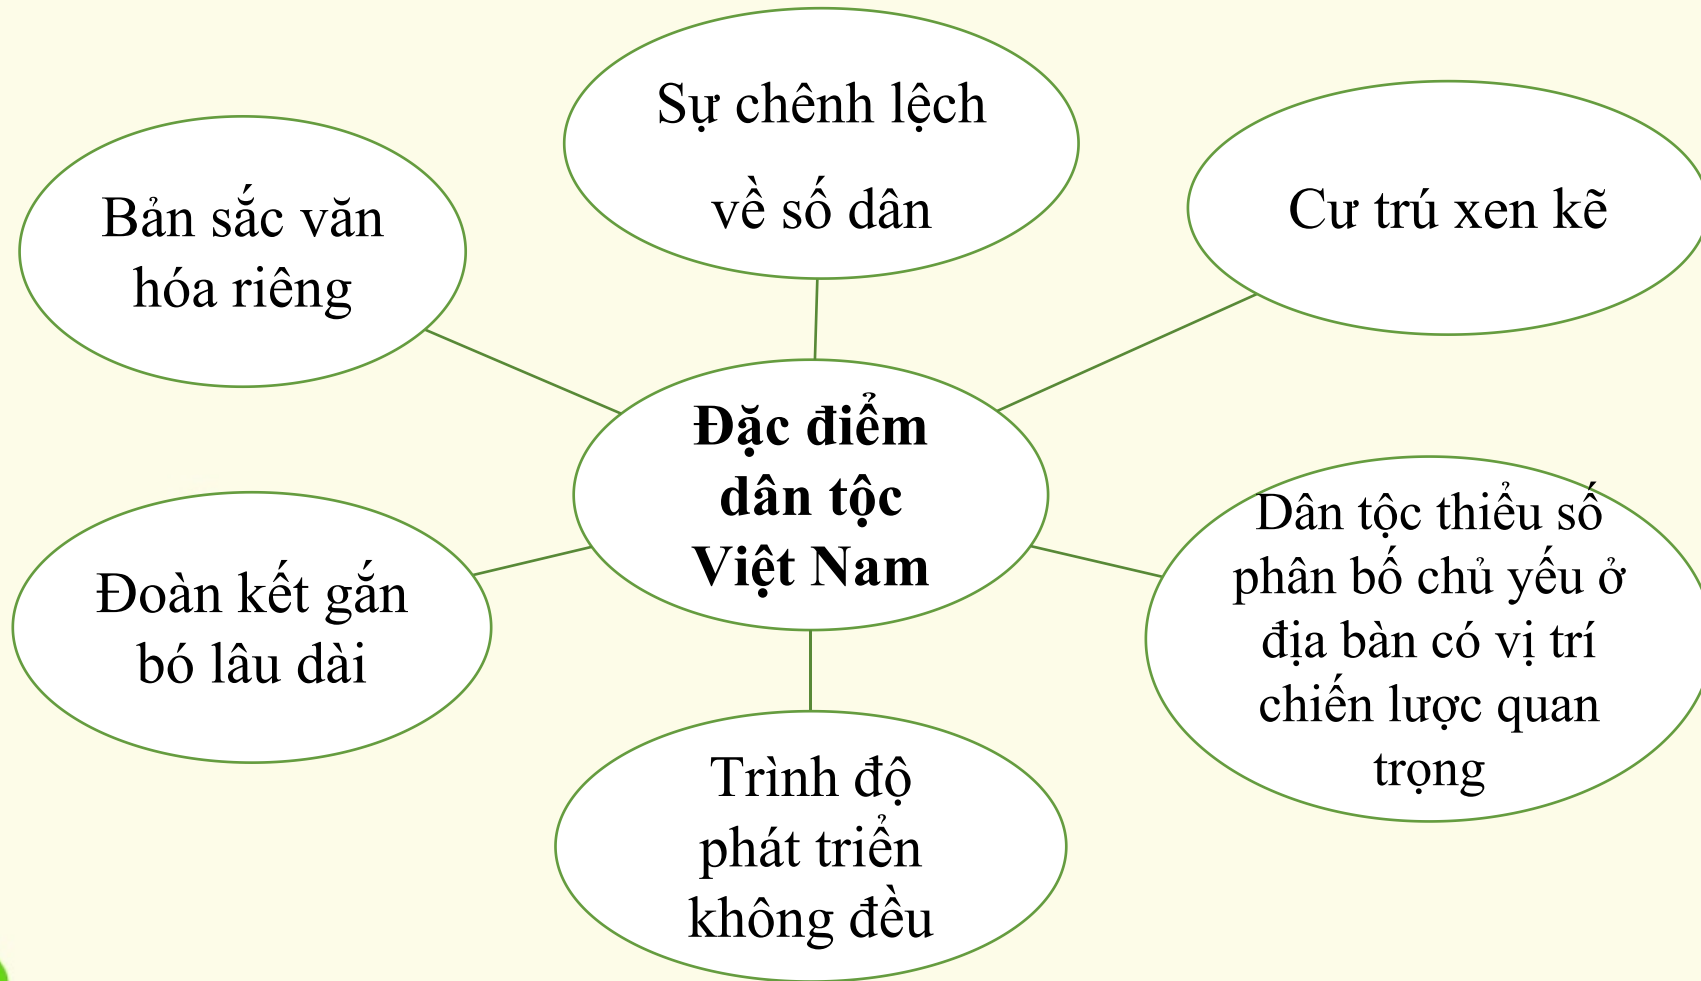 Sự chênh lệch
về số dân
Bản sắc văn
hóa riêng
Cư trú xen kẽ
Đặc điểm
dân tộc
Việt Nam
Đoàn kết gắn
bó lâu dài
Dân tộc thiểu số
phân bố chủ yếu ở
địa bàn có vị trí
chiến lược quan
trọng
Trình độ
phát triển
không đều